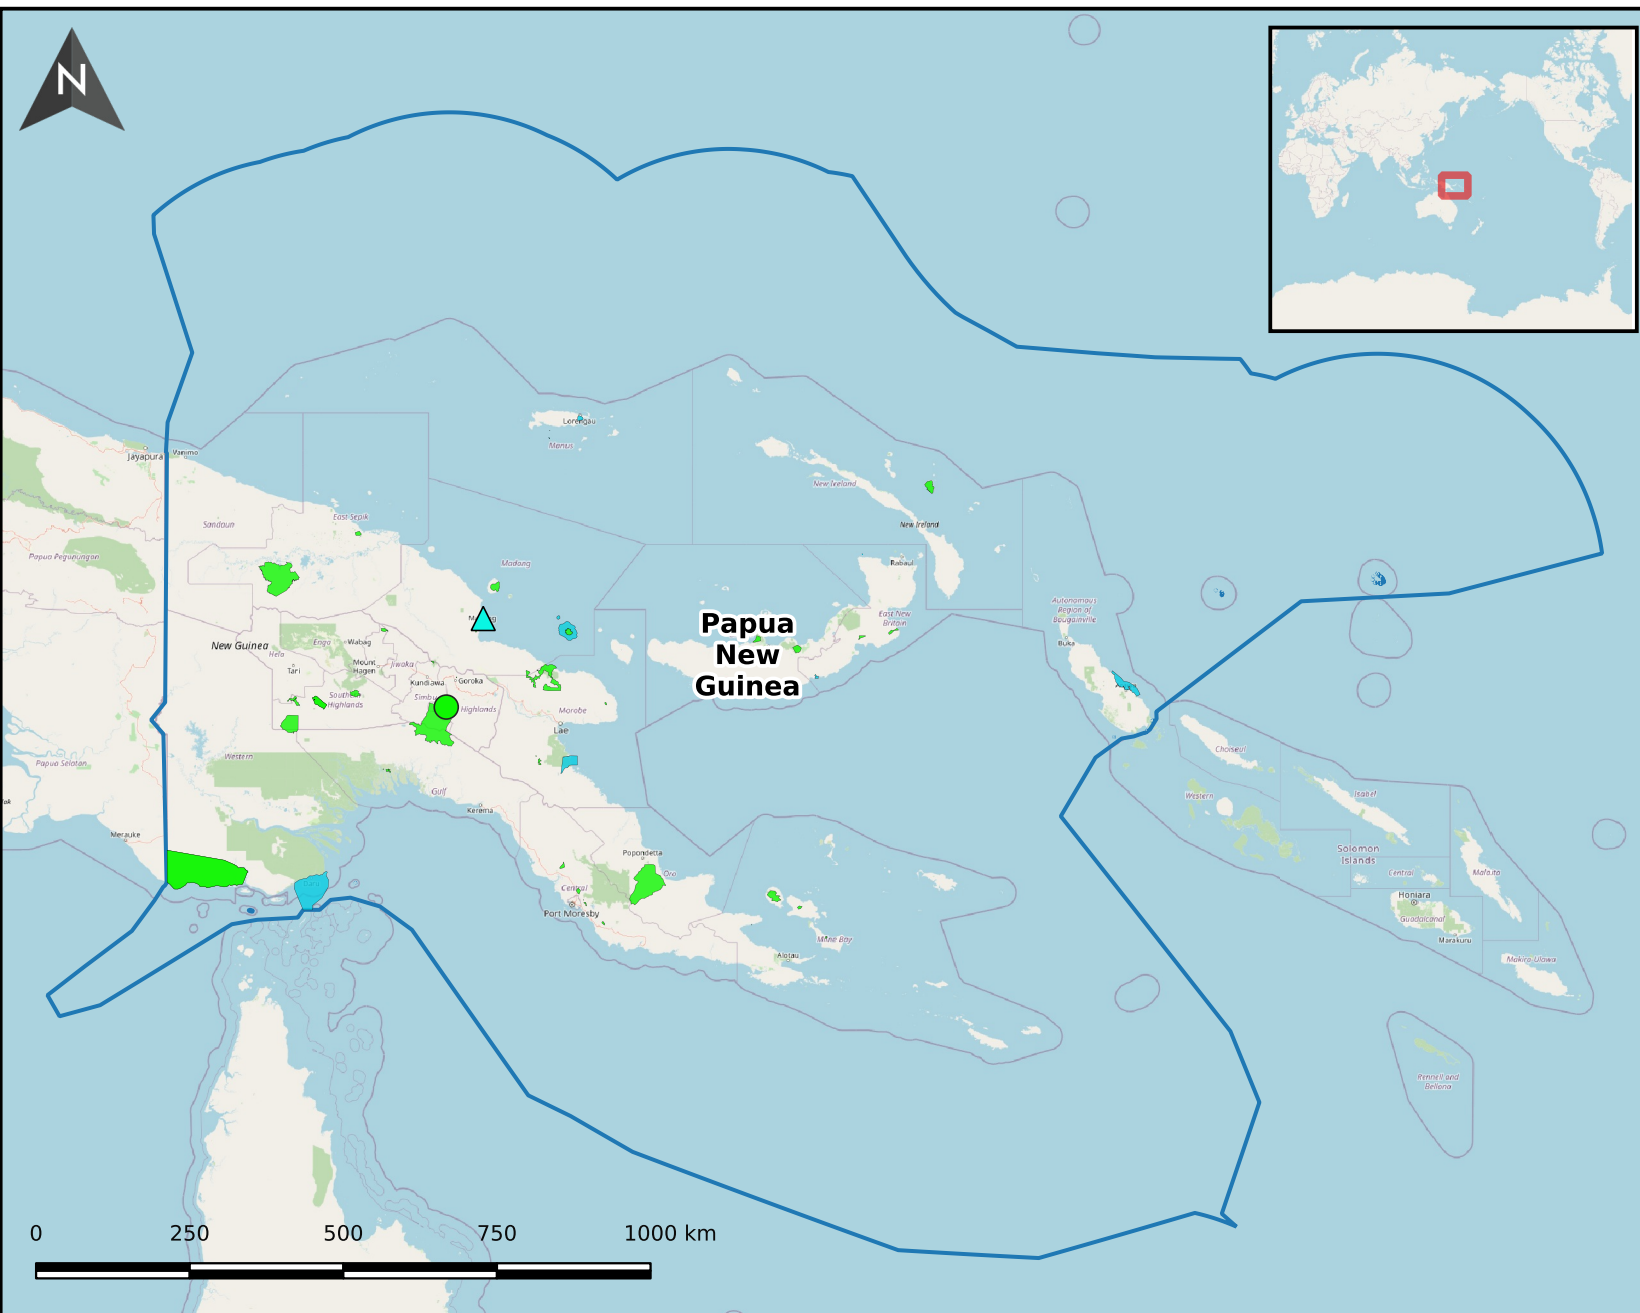 N
Lorengau
Manus
Jayapura
Vanimo
New Ireland
Sandaun
East Sepik
New Ireland
Papua Pegunungan
Madang
Rabaul
Autonomous
Region of
Bougainville
East New
Britain
Papua
New
Guinea
New Guinea
Enga
Wabag
Buka
Hela
Tari
Mount
Hagen
Jiwaka
Kundiawa
Goroka
Southern
Highlands
Highlands
Morobe
Lae
Choiseul
Western
Papua Selatan
Gulf
Kerema
Western
Isabel
Merauke
Solomon
Islands
Popondetta
Oro
Central
Malaita
Central
Honiara
Port Moresby
Guadalcanal
Milne Bay
Marakuru
Alotau
Makira-Ulawa
Rennell and
Bellona
0
250
500
750
1000 km